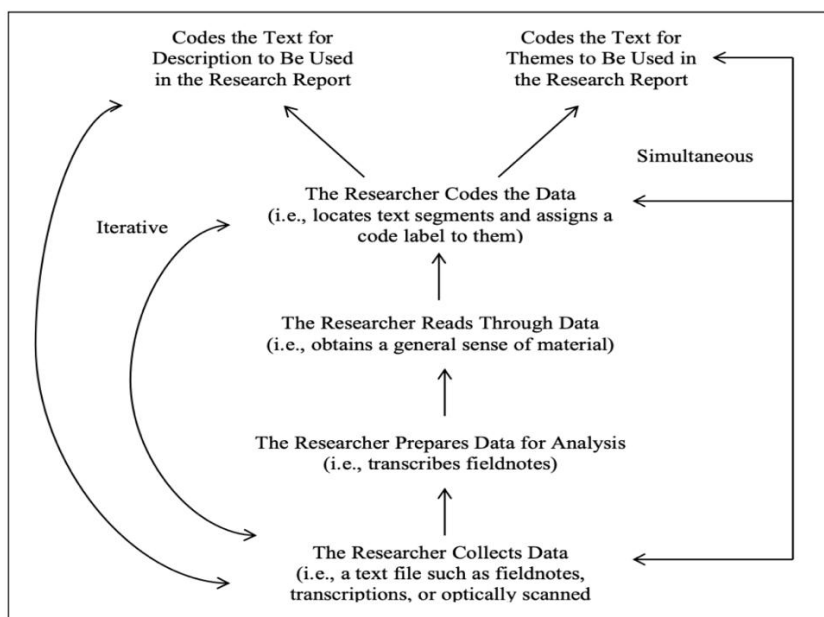 Codes the Text for
Description to Be Used
in the Research Report
Codes the Text for
Themes to Be Used in
the Research Report
Simultaneous
The Researcher Codes the Data
(i.e., locates text segments and assigns a
code label to them)
Iterative
The Researcher Reads Through Data
(i.e., obtains a general sense of material)
The Researcher Prepares Data for Analysis
(i.e., transcribes fieldnotes)
The Researcher Collects Data
(i.e., a text file such as fieldnotes,
transcriptions, or optically scanned